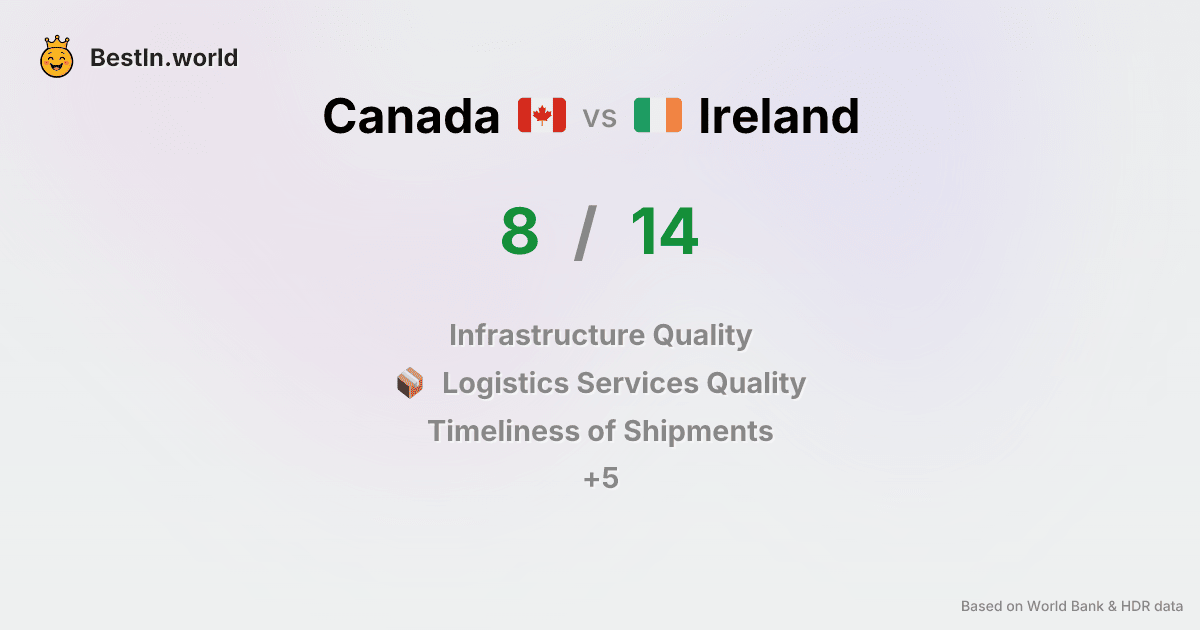 BestIn.world
Canada vs Ireland
8 / 14
Infrastructure Quality
Logistics Services Quality
Timeliness of Shipments
+5
Based on World Bank & HDR data